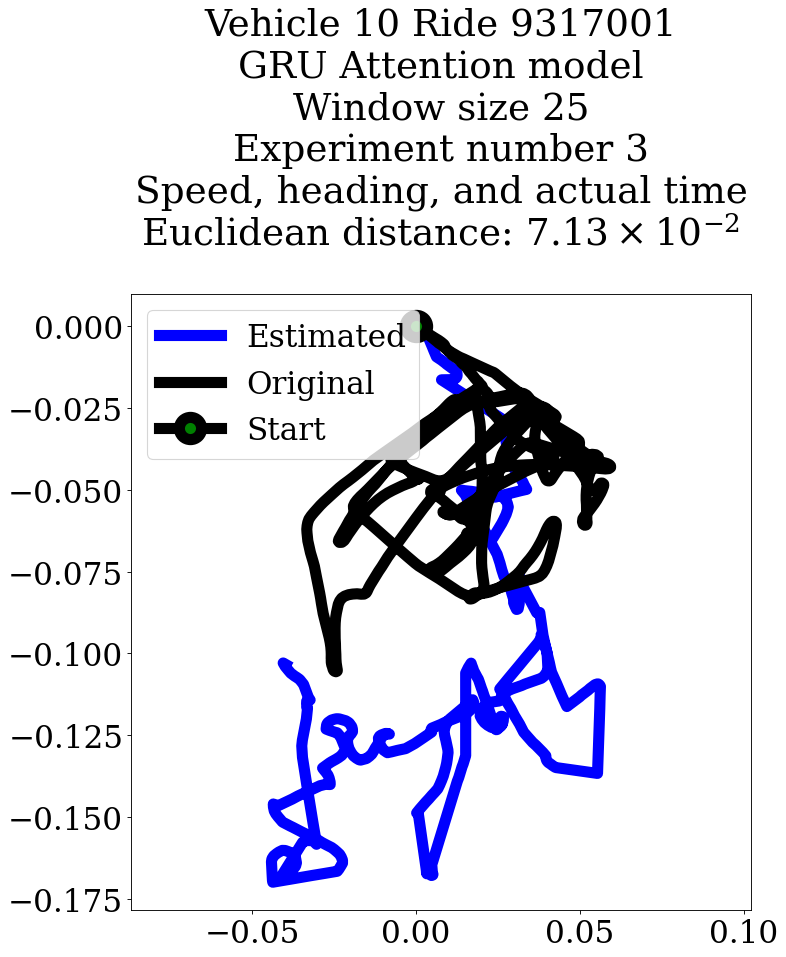 Vehicle 10 Ride 9317001
GRU Attention model
Window size 25
Experiment number 3
Speed, heading, and actual time
Euclidean distance: 7.13 × 10⁻²
Estimated
Original
Start
0.000
−0.025
−0.050
−0.075
−0.100
−0.125
−0.150
−0.175
−0.05 0.00 0.05 0.10